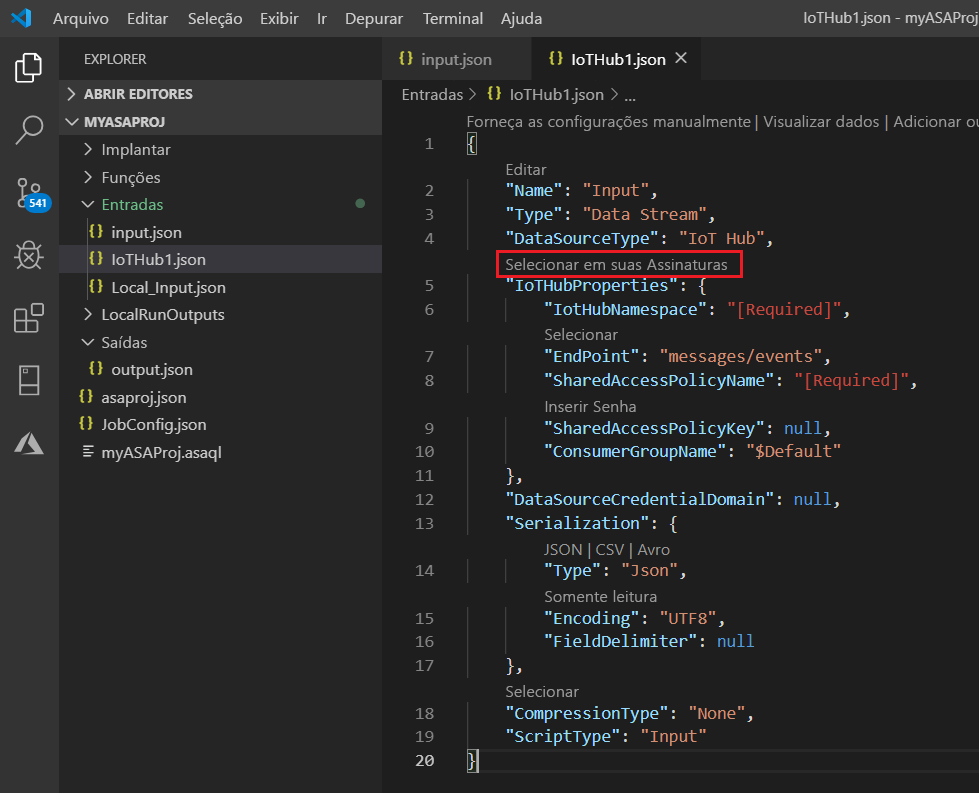 Arquivo Editar Seleção Exibir Ir Depurar Terminal Ajuda IoTHub1.json - myASAProj
EXPLORER
ABRIR EDITORES
MYASAPROJ
Implantar
Funções
Entradas
{} input.json
{} IoTHub1.json
{} Local_Input.json
LocalRunOutputs
Saídas
{} output.json
{} asaproj.json
{} JobConfig.json
myASAProj.asaql
541
{} input.json {} IoTHub1.json
Entradas > {} IoTHub1.json > ...
Forneça as configurações manualmente | Visualizar dados | Adicionar ou
1 {
Editar
2 "Name": "Input",
3 "Type": "Data Stream",
4 "DataSourceType": "IoT Hub",
Selecionar em suas Assinaturas
5 "IoTHubProperties": {
6 "IotHubNamespace": "[Required]",
Selecionar
7 "EndPoint": "messages/events",
8 "SharedAccessPolicyName": "[Required]",
Inserir Senha
9 "SharedAccessPolicyKey": null,
10 "ConsumerGroupName": "$Default"
11 },
12 "DataSourceCredentialDomain": null,
13 "Serialization": {
JSON | CSV | Avro
14 "Type": "Json",
Somente leitura
15 "Encoding": "UTF8",
16 "FieldDelimiter": null
17 },
Selecionar
18 "CompressionType": "None",
19 "ScriptType": "Input"
20 }